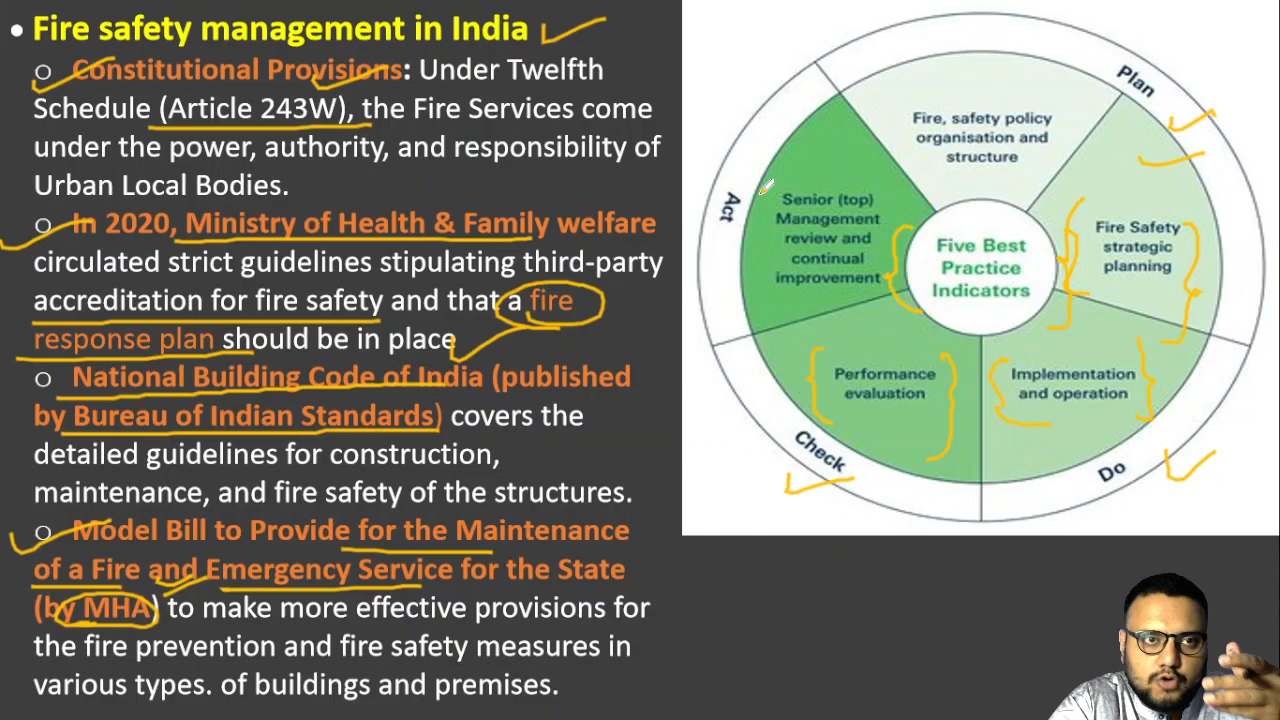 • Fire safety management in India
o Constitutional Provisions: Under Twelfth
Schedule (Article 243W), the Fire Services come
under the power, authority, and responsibility of
Urban Local Bodies.
o In 2020, Ministry of Health & Family welfare
circulated strict guidelines stipulating third-party
accreditation for fire safety and that a fire
response plan should be in place
o National Building Code of India (published
by Bureau of Indian Standards) covers the
detailed guidelines for construction,
maintenance, and fire safety of the structures.
o Model Bill to Provide for the Maintenance
of a Fire and Emergency Service for the State
(by MHA) to make more effective provisions for
the fire prevention and fire safety measures in
various types. of buildings and premises.
Plan
Fire, safety policy
organisation and
structure
Act
Senior (top)
Management
review and
continual
improvement
Five Best
Practice
Indicators
Fire Safety
strategic
planning
Performance
evaluation
Implementation
and operation
Check
Do